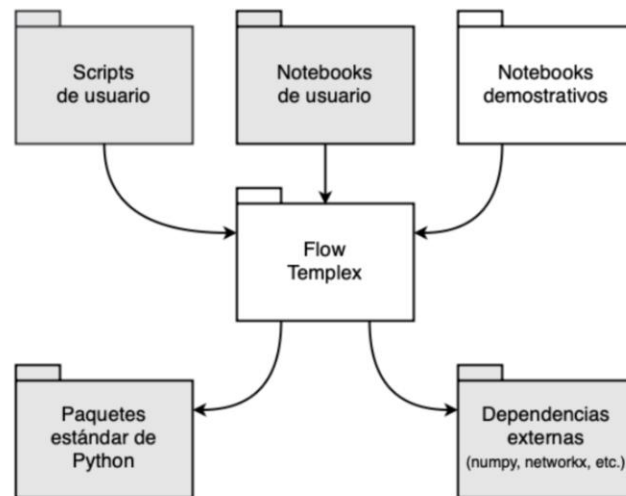 Scripts
de usuario
Notebooks
de usuario
Notebooks
demostrativos
Flow
Templex
Paquetes
estándar de
Python
Dependencias
externas
(numpy, networkx, etc.)